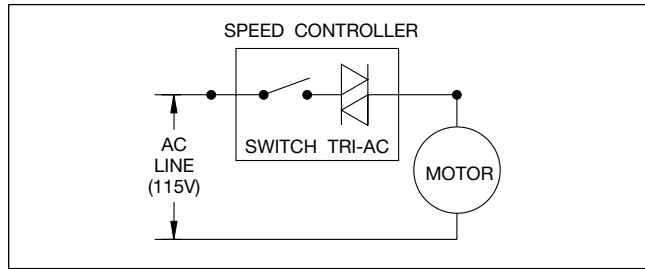 SPEED CONTROLLER
SWITCH TRI-AC
AC
LINE
(115V)
MOTOR